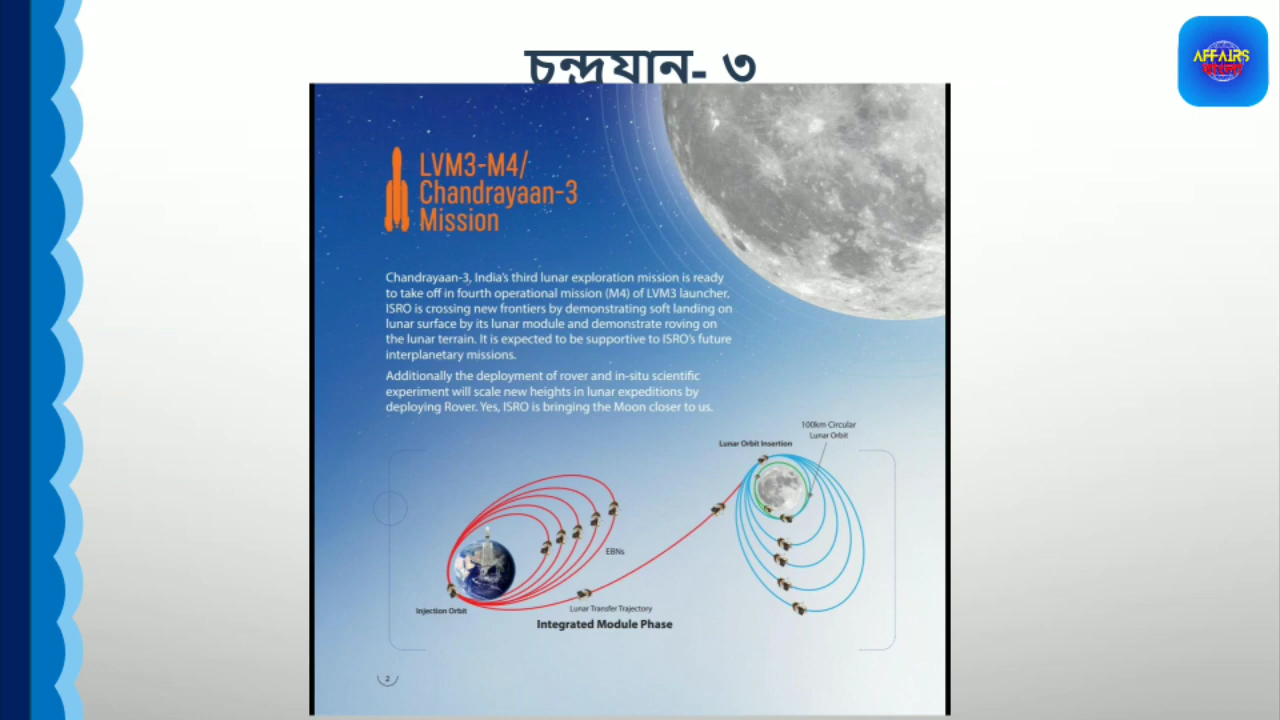 চন্দ্রযান- ৩
AFFAIRS
বাংলা
LVM3-M4/
Chandrayaan-3
Mission
Chandrayaan-3, India's third lunar exploration mission is ready
to take off in fourth operational mission (M4) of LVM3 launcher.
ISRO is crossing new frontiers by demonstrating soft landing on
lunar surface by its lunar module and demonstrate roving on
the lunar terrain. It is expected to be supportive to ISRO's future
interplanetary missions.
Additionally the deployment of rover and in-situ scientific
experiment will scale new heights in lunar expeditions by
deploying Rover. Yes, ISRO is bringing the Moon closer to us.
100km Circular
Lunar Orbit
Lunar Orbit Insertion
EBNs
Injection Orbit
Lunar Transfer Trajectory
Integrated Module Phase
2